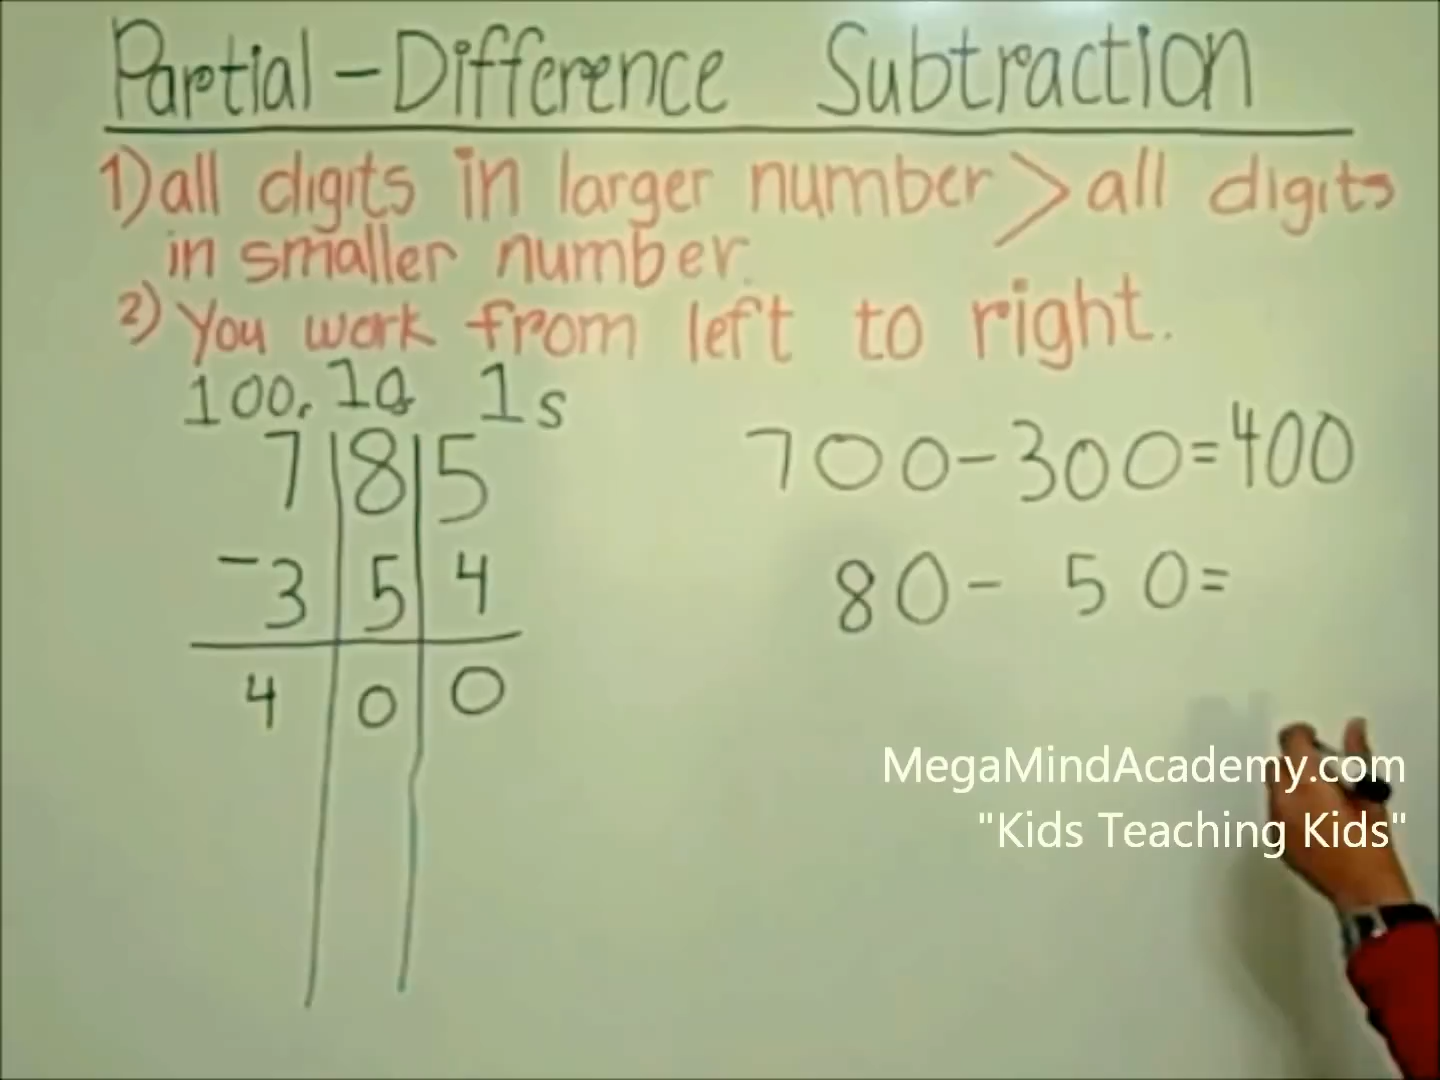 Partial-Difference Subtraction
1) all digits in larger number > all digits
in smaller number.
2) You work from left to right.
100s 10s 1s
7 8 5
- 3 5 4
4 0 0
700-300=400
80- 50=
MegaMindAcademy.com
"Kids Teaching Kids"